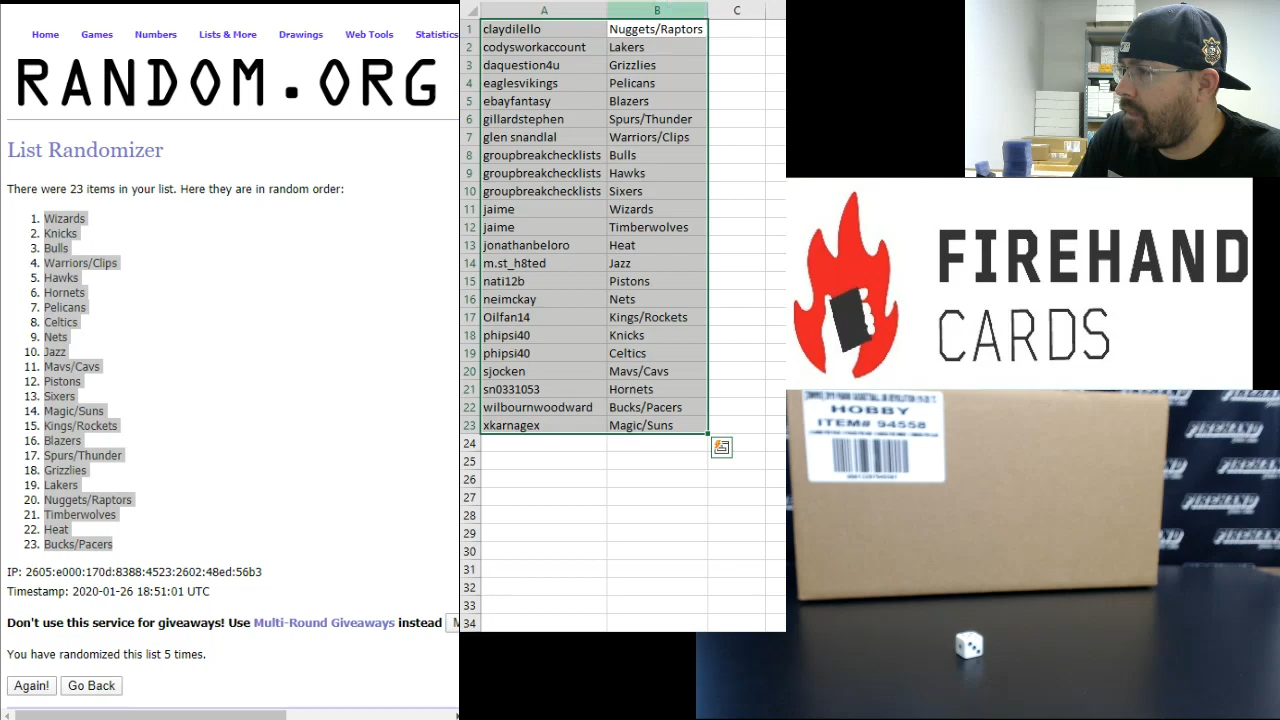 Home Games Numbers Lists & More Drawings Web Tools Statistics
RANDOM.ORG
List Randomizer
There were 23 items in your list. Here they are in random order:
1. Wizards
2. Knicks
3. Bulls
4. Warriors/Clips
5. Hawks
6. Hornets
7. Pelicans
8. Celtics
9. Nets
10. Jazz
11. Mavs/Cavs
12. Pistons
13. Sixers
14. Magic/Suns
15. Kings/Rockets
16. Blazers
17. Spurs/Thunder
18. Grizzlies
19. Lakers
20. Nuggets/Raptors
21. Timberwolves
22. Heat
23. Bucks/Pacers
IP: 2605:e000:170d:8388:4523:2602:48ed:56b3
Timestamp: 2020-01-26 18:51:01 UTC
Don't use this service for giveaways! Use Multi-Round Giveaways instead
You have randomized this list 5 times.
Again! Go Back
A B C
1 claydilello Nuggets/Raptors
2 codysworkaccount Lakers
3 daquestion4u Grizzlies
4 eaglesvikings Pelicans
5 ebayfantasy Blazers
6 gillardstephen Spurs/Thunder
7 glen snandlal Warriors/Clips
8 groupbreakchecklists Bulls
9 groupbreakchecklists Hawks
10 groupbreakchecklists Sixers
11 jaime Wizards
12 jaime Timberwolves
13 jonathanbeloro Heat
14 m.st_h8ted Jazz
15 nati12b Pistons
16 neimckay Nets
17 Oilfan14 Kings/Rockets
18 phipsi40 Knicks
19 phipsi40 Celtics
20 sjocken Mavs/Cavs
21 sn0331053 Hornets
22 wilbournwoodward Bucks/Pacers
23 xkarnagex Magic/Suns
24
25
26
27
28
29
30
31
32
33
34
FIREHAND
CARDS
HOBBY
ITEM# 94558
FIREHAND
FIREHAND
FIREHAND